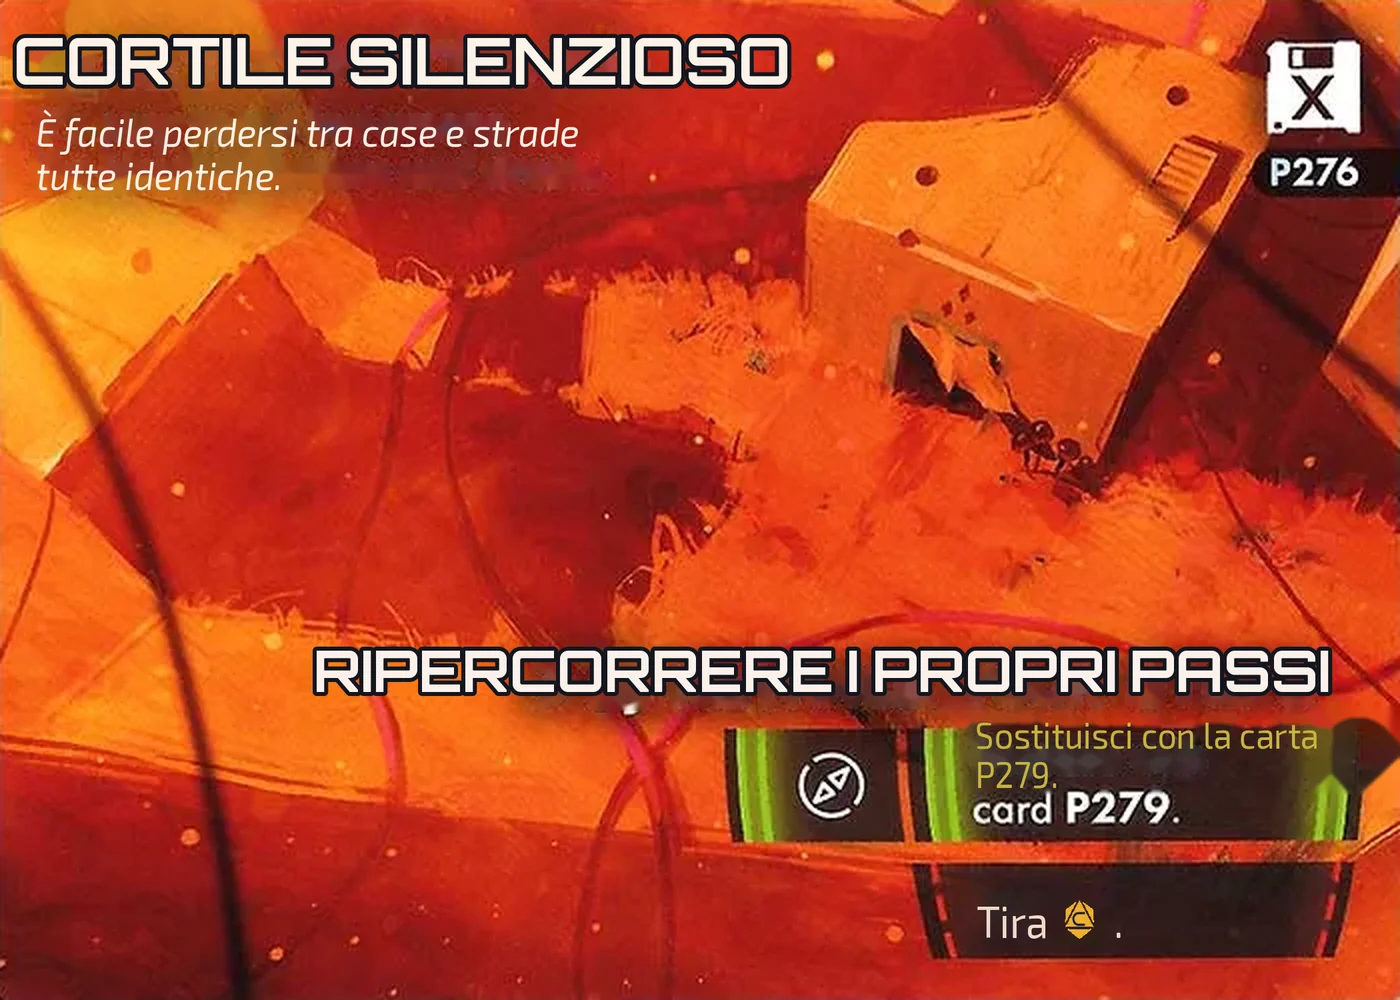 CORTILE SILENZIOSO
È facile perdersi tra case e strade
tutte identiche.
X
P276
RIPERCORRERE I PROPRI PASSI
Sostituisci con la carta
P279.
card P279.
Tira C .